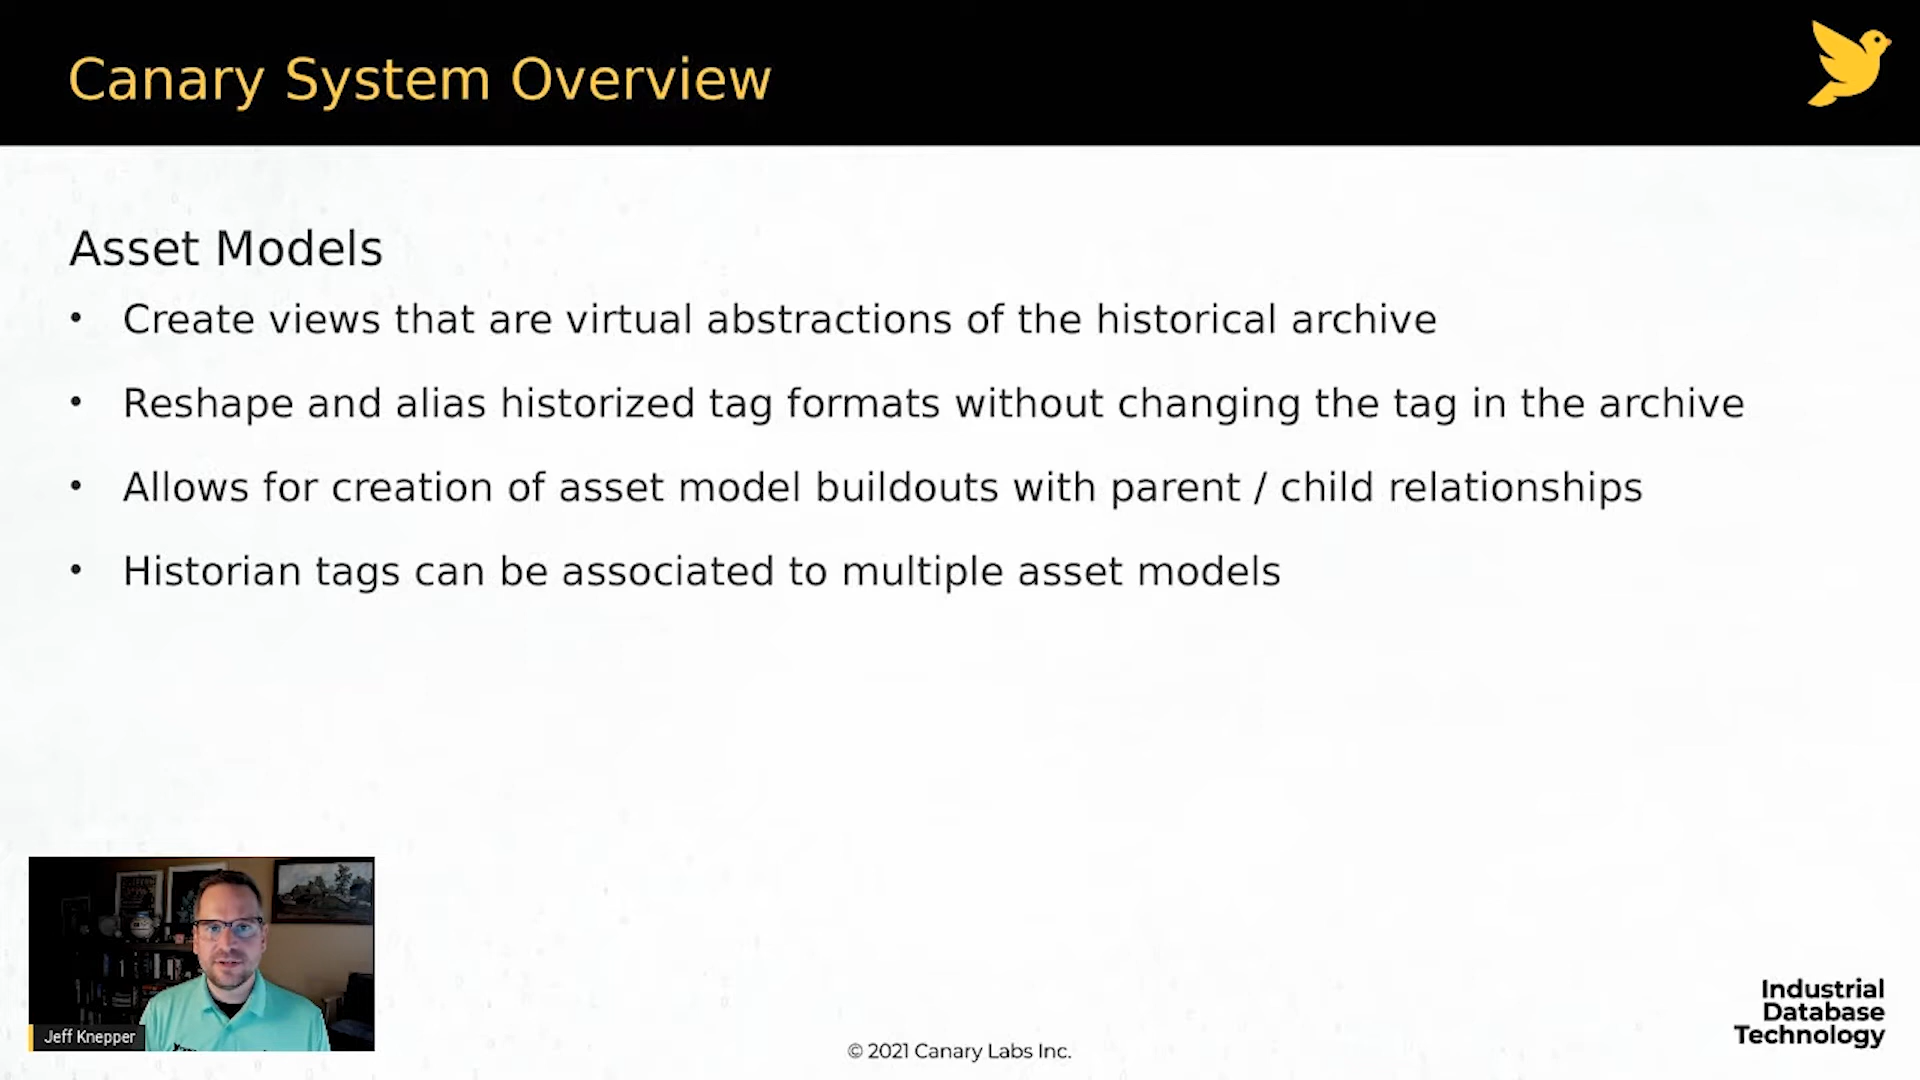 Canary System Overview
Asset Models
• Create views that are virtual abstractions of the historical archive
• Reshape and alias historized tag formats without changing the tag in the archive
• Allows for creation of asset model buildouts with parent / child relationships
• Historian tags can be associated to multiple asset models
Jeff Knepper
© 2021 Canary Labs Inc.
Industrial
Database
Technology